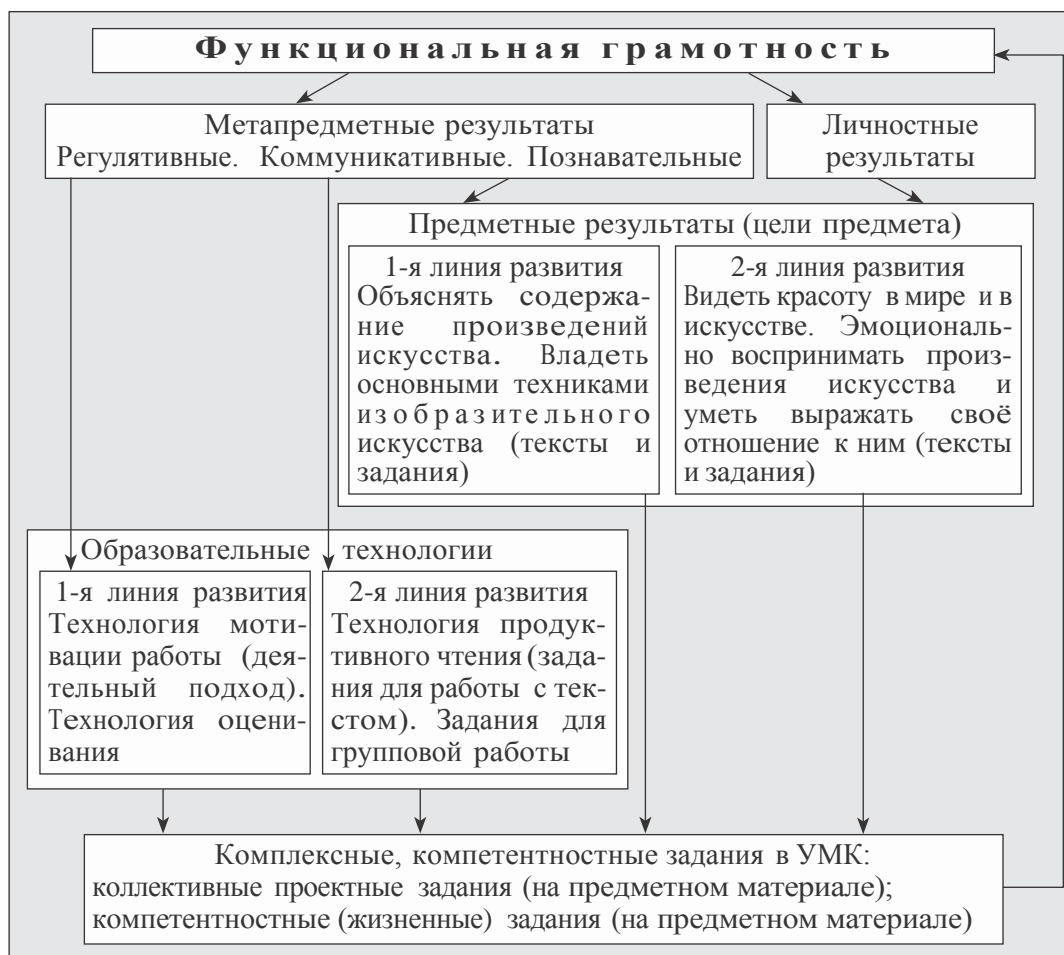 Функциональная грамотность
Метапредметные результаты
Регулятивные. Коммуникативные. Познавательные
Личностные
результаты
Предметные результаты (цели предмета)
1-я линия развития
Объяснять содержа-
ние произведений
искусства. Владеть
основными техниками
изобразительного
искусства (тексты и
задания)
2-я линия развития
Видеть красоту в мире и в
искусстве. Эмоциональ-
но воспринимать произ-
ведения искусства и
уметь выражать своё
отношение к ним (тексты
и задания)
Образовательные технологии
1-я линия развития
Технология моти-
вации работы (дея-
тельный подход).
Технология оцени-
вания
2-я линия развития
Технология продук-
тивного чтения (зада-
ния для работы с тек-
стом). Задания для
групповой работы
Комплексные, компетентностные задания в УМК:
коллективные проектные задания (на предметном материале);
компетентностные (жизненные) задания (на предметном материале)